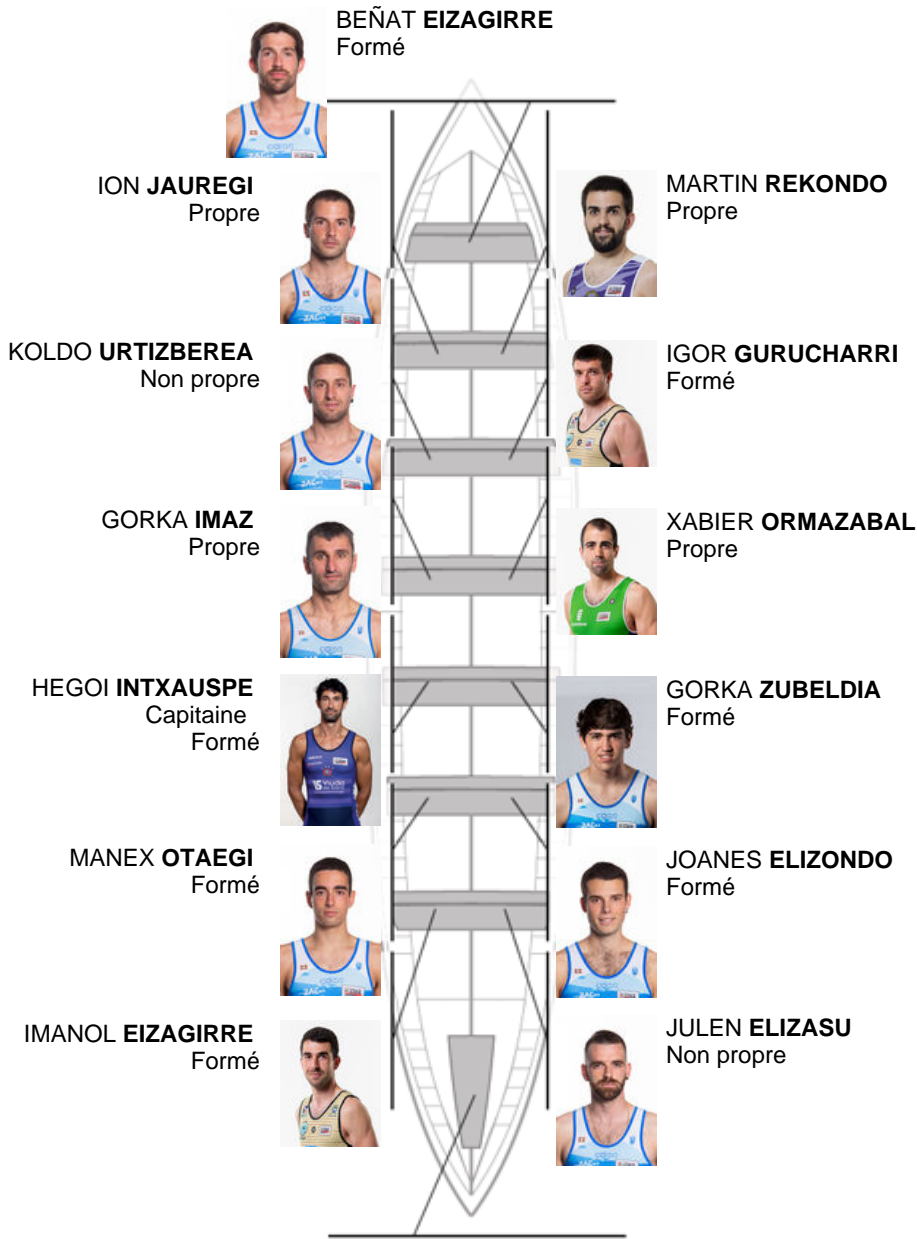 BEÑAT EIZAGIRRE
Formé
ION JAUREGI
Propre
MARTIN REKONDO
Propre
KOLDO URTIZBEREA
Non propre
IGOR GURUCHARRI
Formé
GORKA IMAZ
Propre
XABIER ORMAZABAL
Propre
HEGOI INTXAUSPE
Capitaine
Formé
GORKA ZUBELDIA
Formé
MANEX OTAEGI
Formé
JOANES ELIZONDO
Formé
IMANOL EIZAGIRRE
Formé
JULEN ELIZASU
Non propre